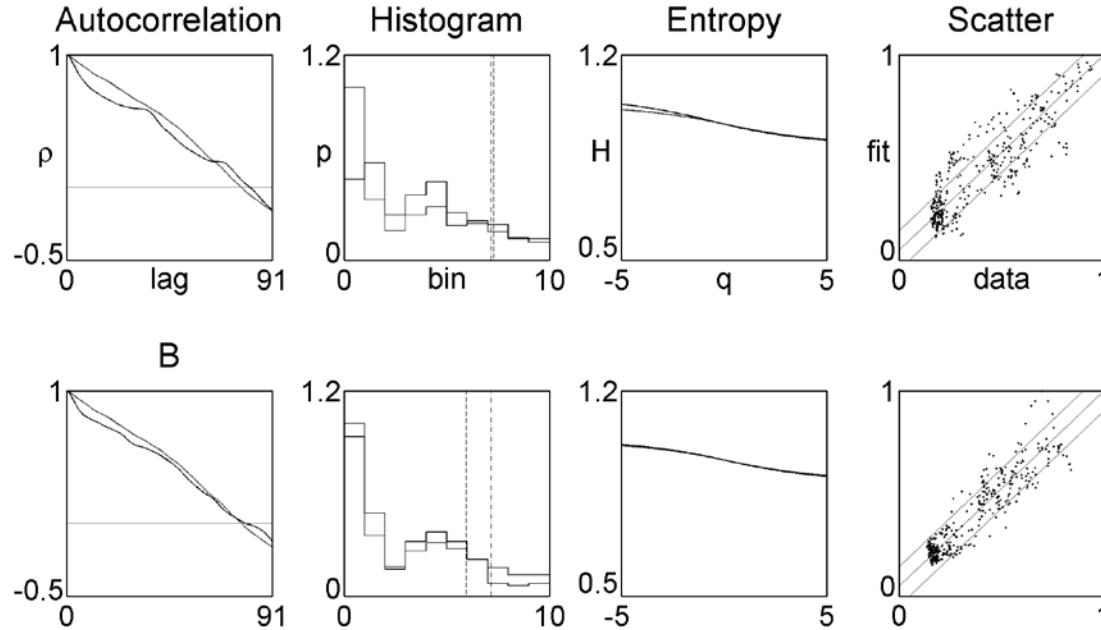 Autocorrelation Histogram Entropy Scatter
1 1.2 1.2 1
ρ p H fit
-0.5 0 0.5 0
0 lag 91 0 bin 10 -5 q 5 0 data 1
B
1 1.2 1.2 1
-0.5 0 0.5 0
0 91 0 10 -5 5 0 1